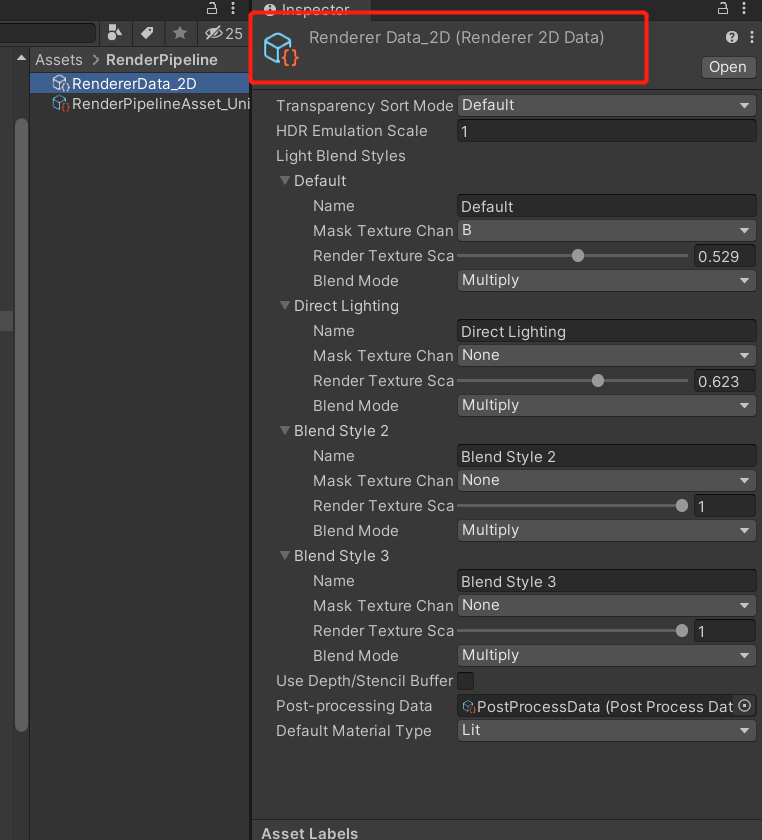 Inspector
25
Renderer Data_2D (Renderer 2D Data)
Open
Assets > RenderPipeline
RendererData_2D
RenderPipelineAsset_Uni
Transparency Sort Mode Default
HDR Emulation Scale 1
Light Blend Styles
Default
Name Default
Mask Texture Chan B
Render Texture Sca 0.529
Blend Mode Multiply
Direct Lighting
Name Direct Lighting
Mask Texture Chan None
Render Texture Sca 0.623
Blend Mode Multiply
Blend Style 2
Name Blend Style 2
Mask Texture Chan None
Render Texture Sca 1
Blend Mode Multiply
Blend Style 3
Name Blend Style 3
Mask Texture Chan None
Render Texture Sca 1
Blend Mode Multiply
Use Depth/Stencil Buffer
Post-processing Data PostProcessData (Post Process Dat
Default Material Type Lit
Asset Labels